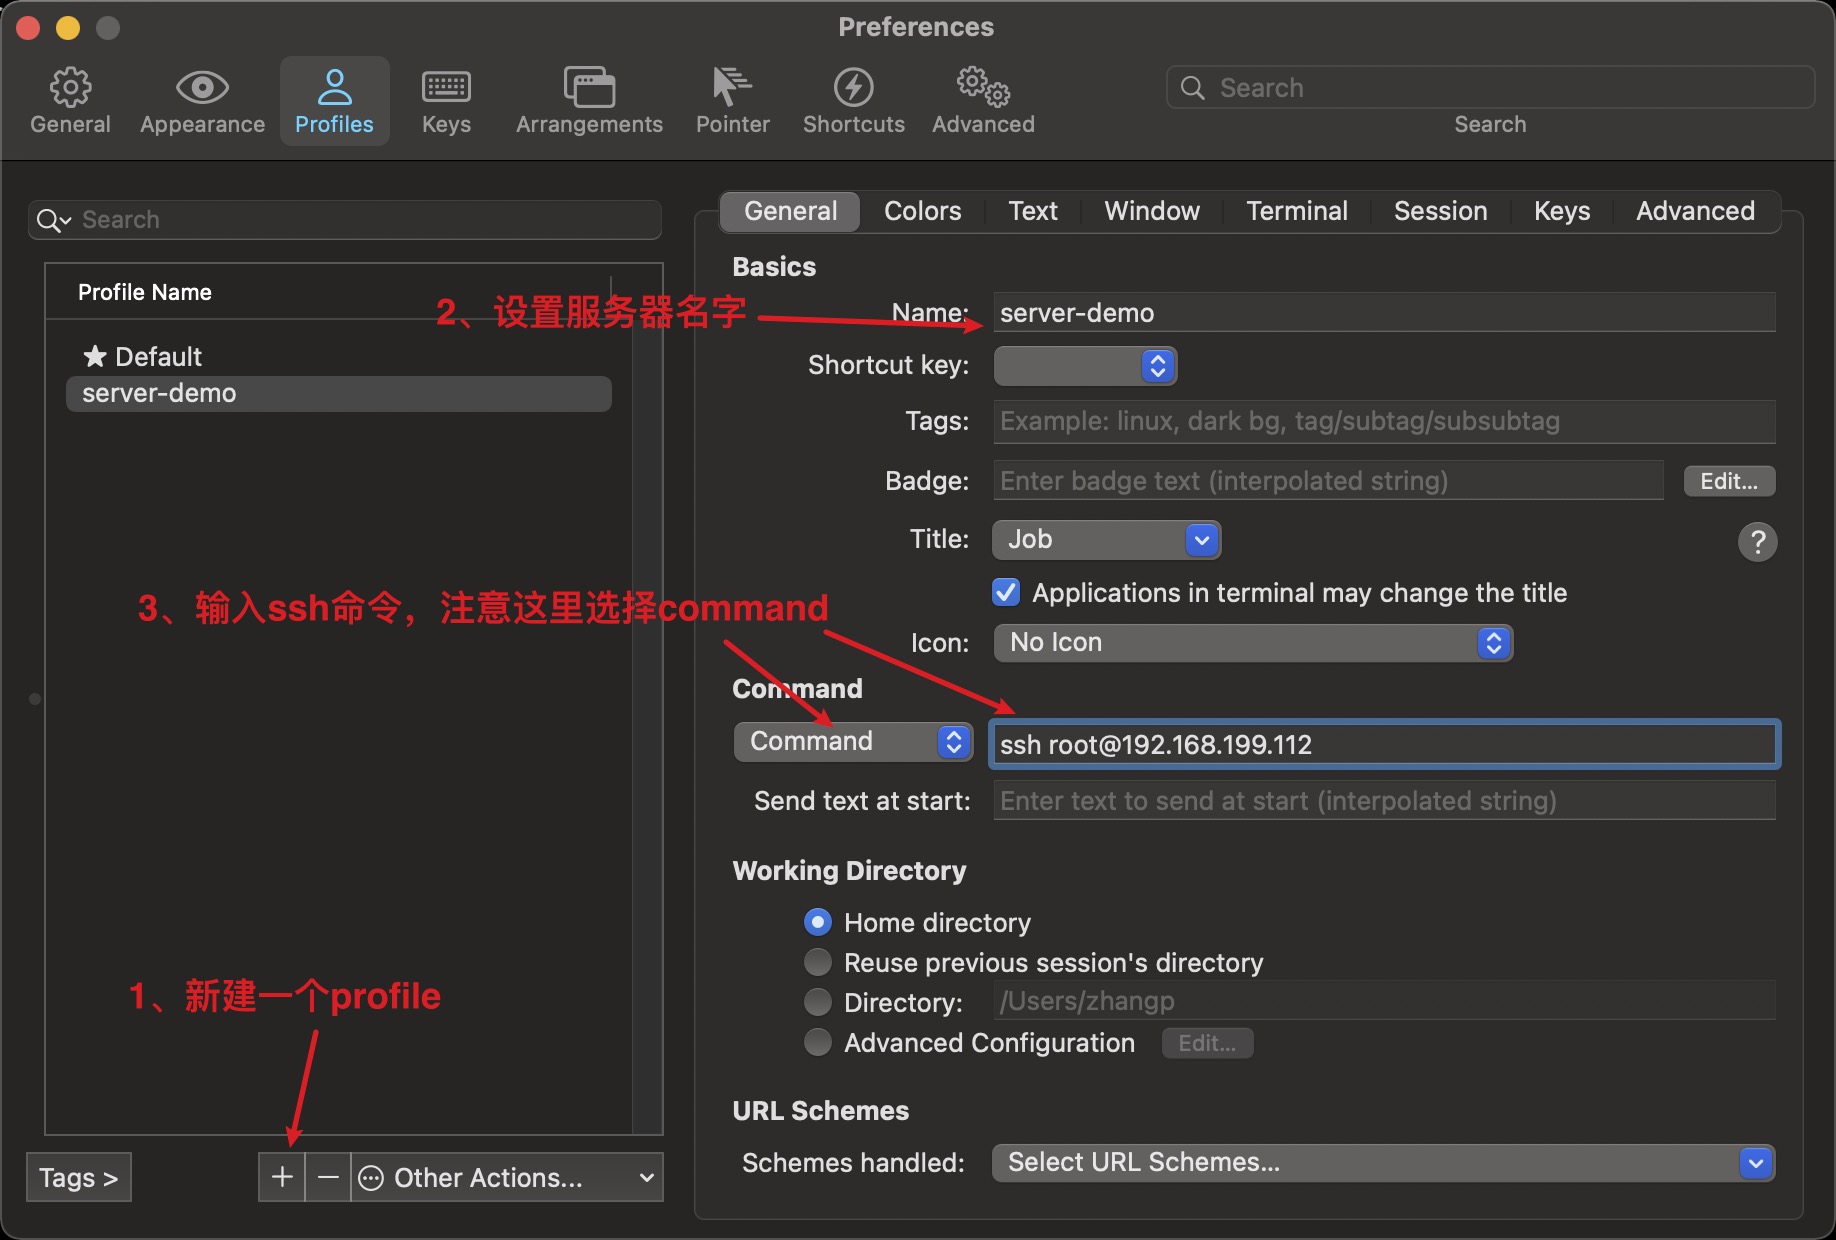 Preferences
General
Appearance
Profiles
Keys
Arrangements
Pointer
Shortcuts
Advanced
Search
Search
Search
Profile Name
★ Default
server-demo
1、新建一个profile
Tags >
+
−
Other Actions...
General
Colors
Text
Window
Terminal
Session
Keys
Advanced
Basics
2、设置服务器名字
Name: server-demo
Shortcut key:
Tags: Example: linux, dark bg, tag/subtag/subsubtag
Badge: Enter badge text (interpolated string) Edit...
Title: Job ?
Applications in terminal may change the title
3、输入ssh命令，注意这里选择command
Icon: No Icon
Command
Command ssh root@192.168.199.112
Send text at start: Enter text to send at start (interpolated string)
Working Directory
Home directory
Reuse previous session's directory
Directory: /Users/zhangp
Advanced Configuration Edit...
URL Schemes
Schemes handled: Select URL Schemes...